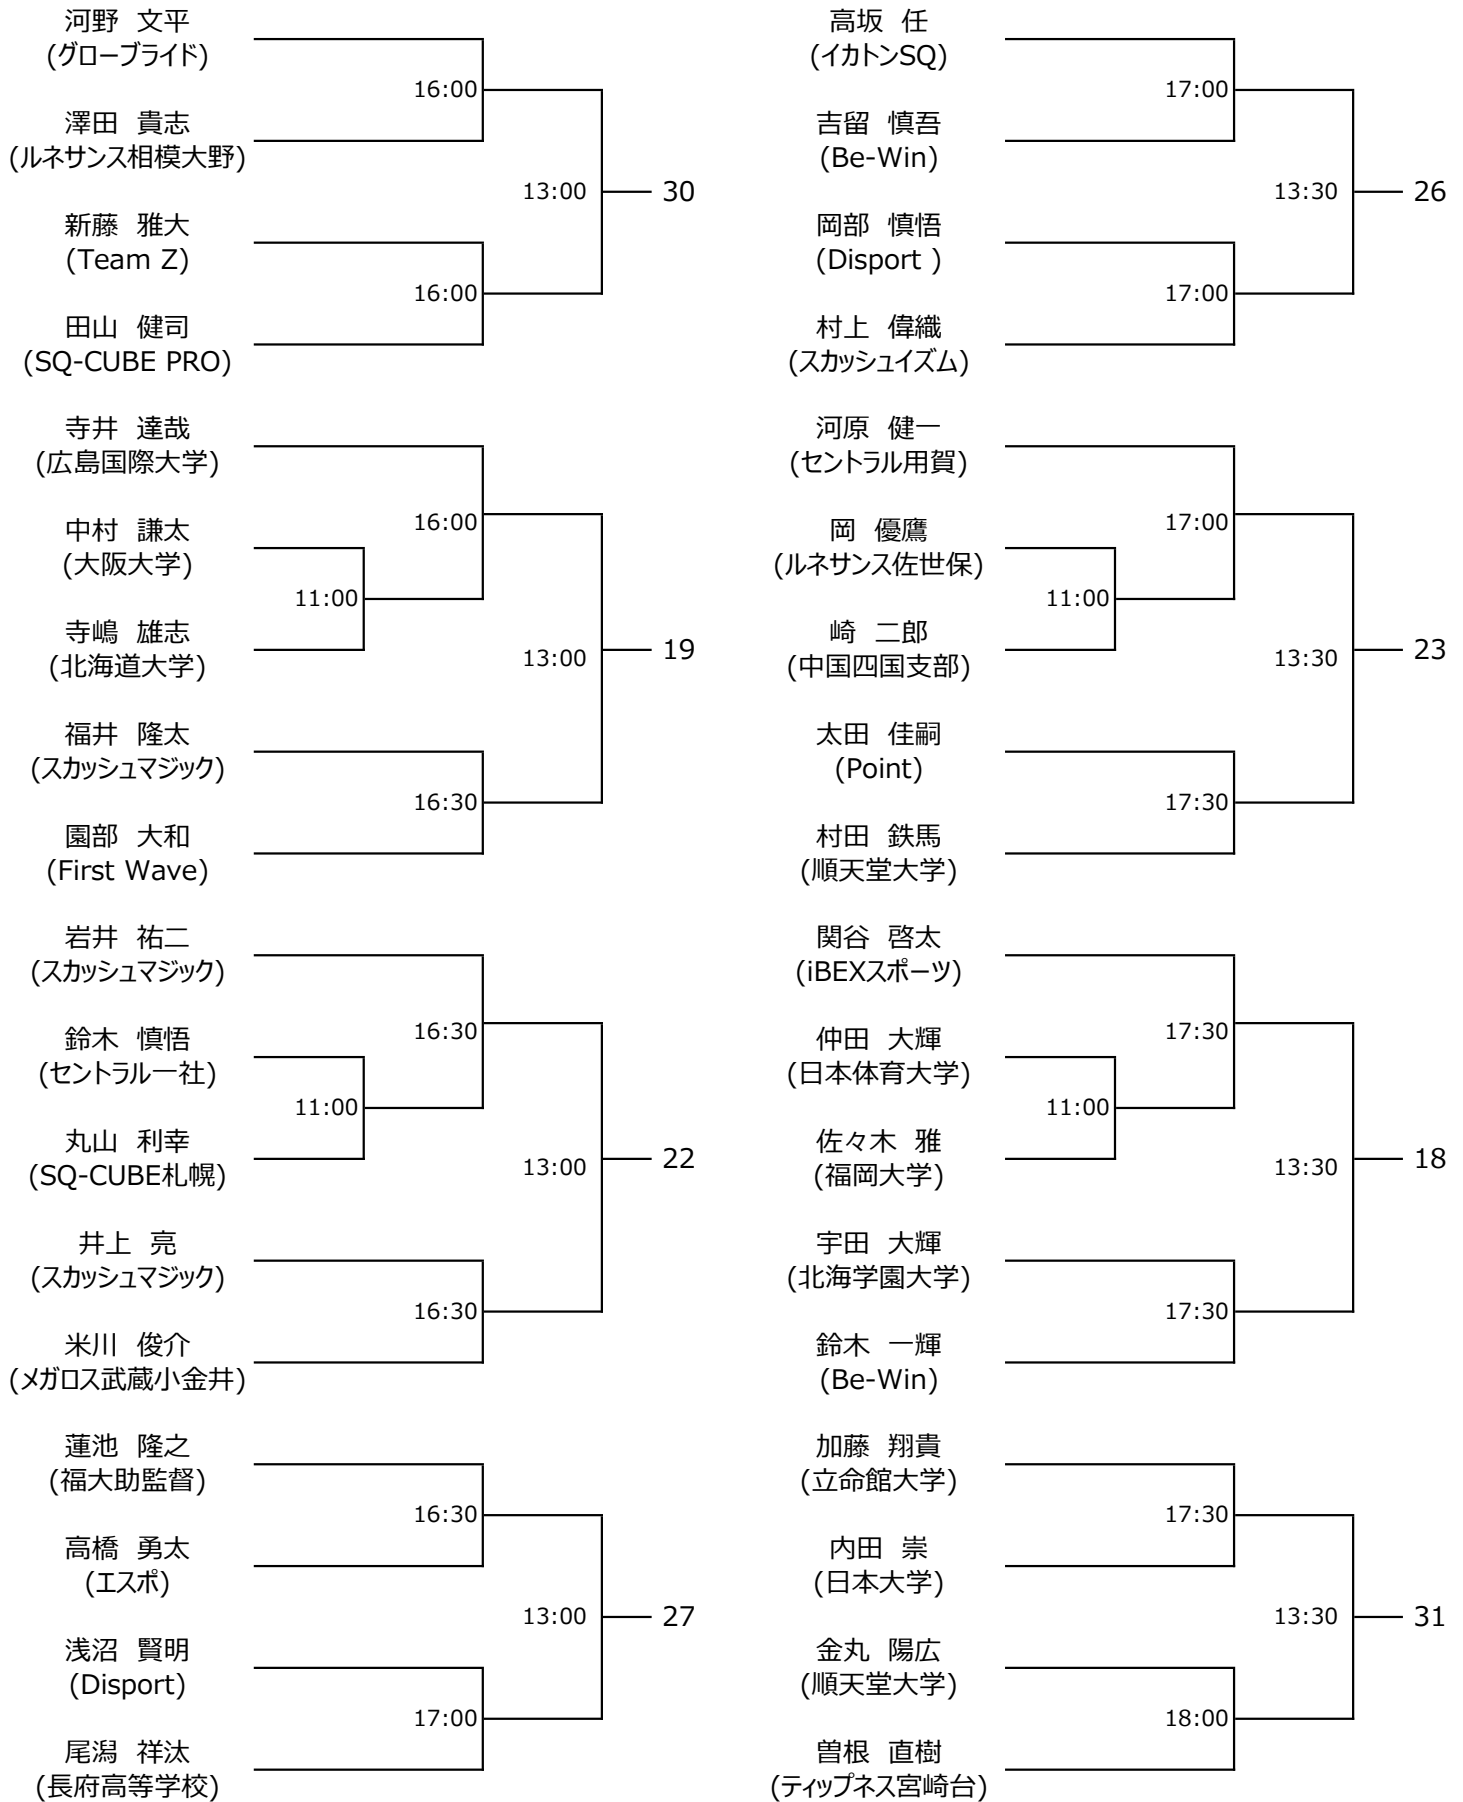 河野　文平
(グローブライド)
16:00
澤田　貴志
(ルネサンス相模大野)
13:00
30
新藤　雅大
(Team Z)
16:00
田山　健司
(SQ-CUBE PRO)
寺井　達哉
(広島国際大学)
16:00
中村　謙太
(大阪大学)
11:00
寺嶋　雄志
(北海道大学)
13:00
19
福井　隆太
(スカッシュマジック)
16:30
園部　大和
(First Wave)
岩井　祐二
(スカッシュマジック)
16:30
鈴木　慎悟
(セントラル一社)
11:00
丸山　利幸
(SQ-CUBE札幌)
13:00
22
井上　亮
(スカッシュマジック)
16:30
米川　俊介
(メガロス武蔵小金井)
蓮池　隆之
(福大助監督)
16:30
高橋　勇太
(エスポ)
13:00
27
浅沼　賢明
(Disport)
17:00
尾潟　祥汰
(長府高等学校)
高坂　任
(イカトンSQ)
17:00
吉留　慎吾
(Be-Win)
13:30
26
岡部　慎悟
(Disport )
17:00
村上　偉織
(スカッシュイズム)
河原　健一
(セントラル用賀)
17:00
岡　優鷹
(ルネサンス佐世保)
11:00
崎　二郎
(中国四国支部)
13:30
23
太田　佳嗣
(Point)
17:30
村田　鉄馬
(順天堂大学)
関谷　啓太
(iBEXスポーツ)
17:30
仲田　大輝
(日本体育大学)
11:00
佐々木　雅
(福岡大学)
13:30
18
宇田　大輝
(北海学園大学)
17:30
鈴木　一輝
(Be-Win)
加藤　翔貴
(立命館大学)
17:30
内田　崇
(日本大学)
13:30
31
金丸　陽広
(順天堂大学)
18:00
曽根　直樹
(ティップネス宮崎台)